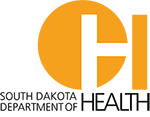 SOUTH DAKOTA
DEPARTMENT OF HEALTH